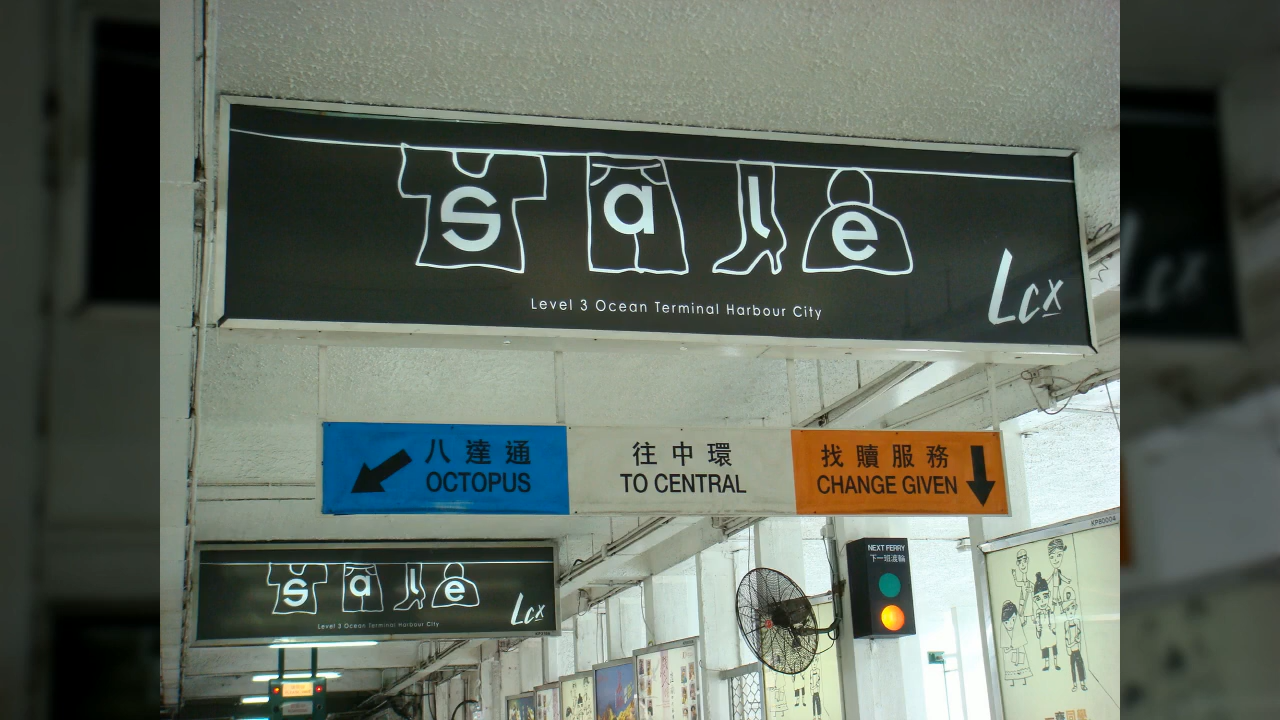 sale
Level 3 Ocean Terminal Harbour City
Lcx
八達通
OCTOPUS
往中環
TO CENTRAL
找贖服務
CHANGE GIVEN
sale
Level 3 Ocean Terminal Harbour City
Lcx
NEXT FERRY
下一班渡輪
KP80004